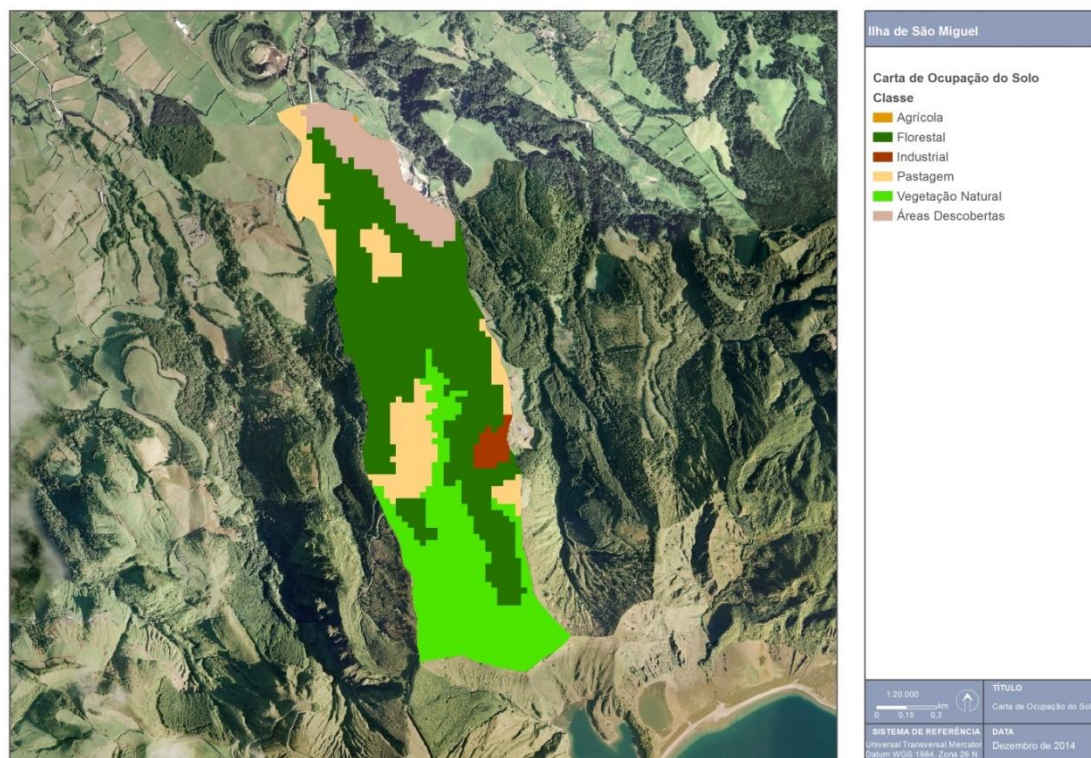 Ilha de São Miguel
Carta de Ocupação do Solo
Classe
Agrícola
Florestal
Industrial
Pastagem
Vegetação Natural
Áreas Descobertas
1:20.000
km
0 0,15 0,3
TÍTULO
Carta de Ocupação do Sol
SISTEMA DE REFERÊNCIA
Universal Transversal Mercator
Datum WGS 1984, Zona 26 N
DATA
Dezembro de 2014